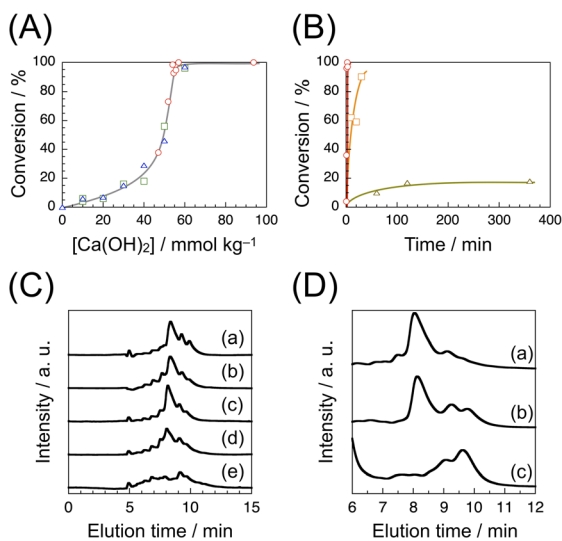 (A)
Conversion / %
100
80
60
40
20
0
0 20 40 60 80 100
[Ca(OH)₂] / mmol kg⁻¹
(B)
Conversion / %
100
80
60
40
20
0
0 200 400
Time / min
(C)
Intensity / a. u.
(a)
(b)
(c)
(d)
(e)
0 5 10 15
Elution time / min
(D)
Intensity / a. u.
(a)
(b)
(c)
6 7 8 9 10 11 12
Elution time / min